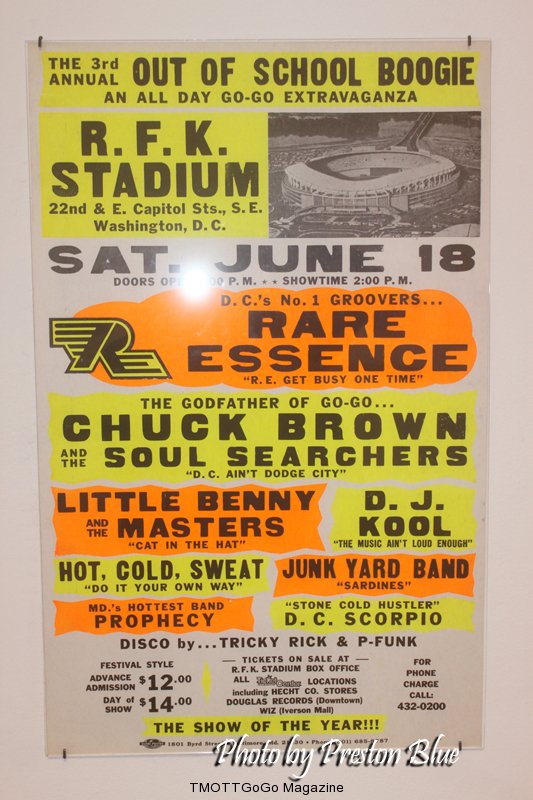 THE 3rd ANNUAL OUT OF SCHOOL BOOGIE
AN ALL DAY GO-GO EXTRAVAGANZA
R.F.K.
STADIUM
22nd & E. Capitol Sts., S.E.
Washington, D.C.
SAT. JUNE 18
DOORS P.M. ★ ★ SHOWTIME 2:00 P.M.
D.C.'s No. 1 GROOVERS...
RARE
ESSENCE
"R.E. GET BUSY ONE TIME"
THE GODFATHER OF GO-GO...
CHUCK BROWN
AND THE SOUL SEARCHERS
"D.C. AIN'T DODGE CITY"
LITTLE BENNY
AND THE MASTERS
"CAT IN THE HAT"
D.J.
KOOL
"THE MUSIC AIN'T LOUD ENOUGH"
HOT, COLD, SWEAT
"DO IT YOUR OWN WAY"
JUNK YARD BAND
"SARDINES"
MD.'s HOTTEST BAND
PROPHECY
"STONE COLD HUSTLER"
D.C. SCORPIO
DISCO by...TRICKY RICK & P-FUNK
FESTIVAL STYLE
ADVANCE ADMISSION $12.00
DAY of SHOW $14.00
— TICKETS ON SALE AT —
R.F.K. STADIUM BOX OFFICE
ALL TicketCenter LOCATIONS
including HECHT CO. STORES
DOUGLAS RECORDS (Downtown)
WIZ (Iverson Mall)
FOR
PHONE
CHARGE
CALL:
432-0200
THE SHOW OF THE YEAR!!!
1801 Byrd Md.
Photo by Preston Blue
TMOTTGoGo Magazine